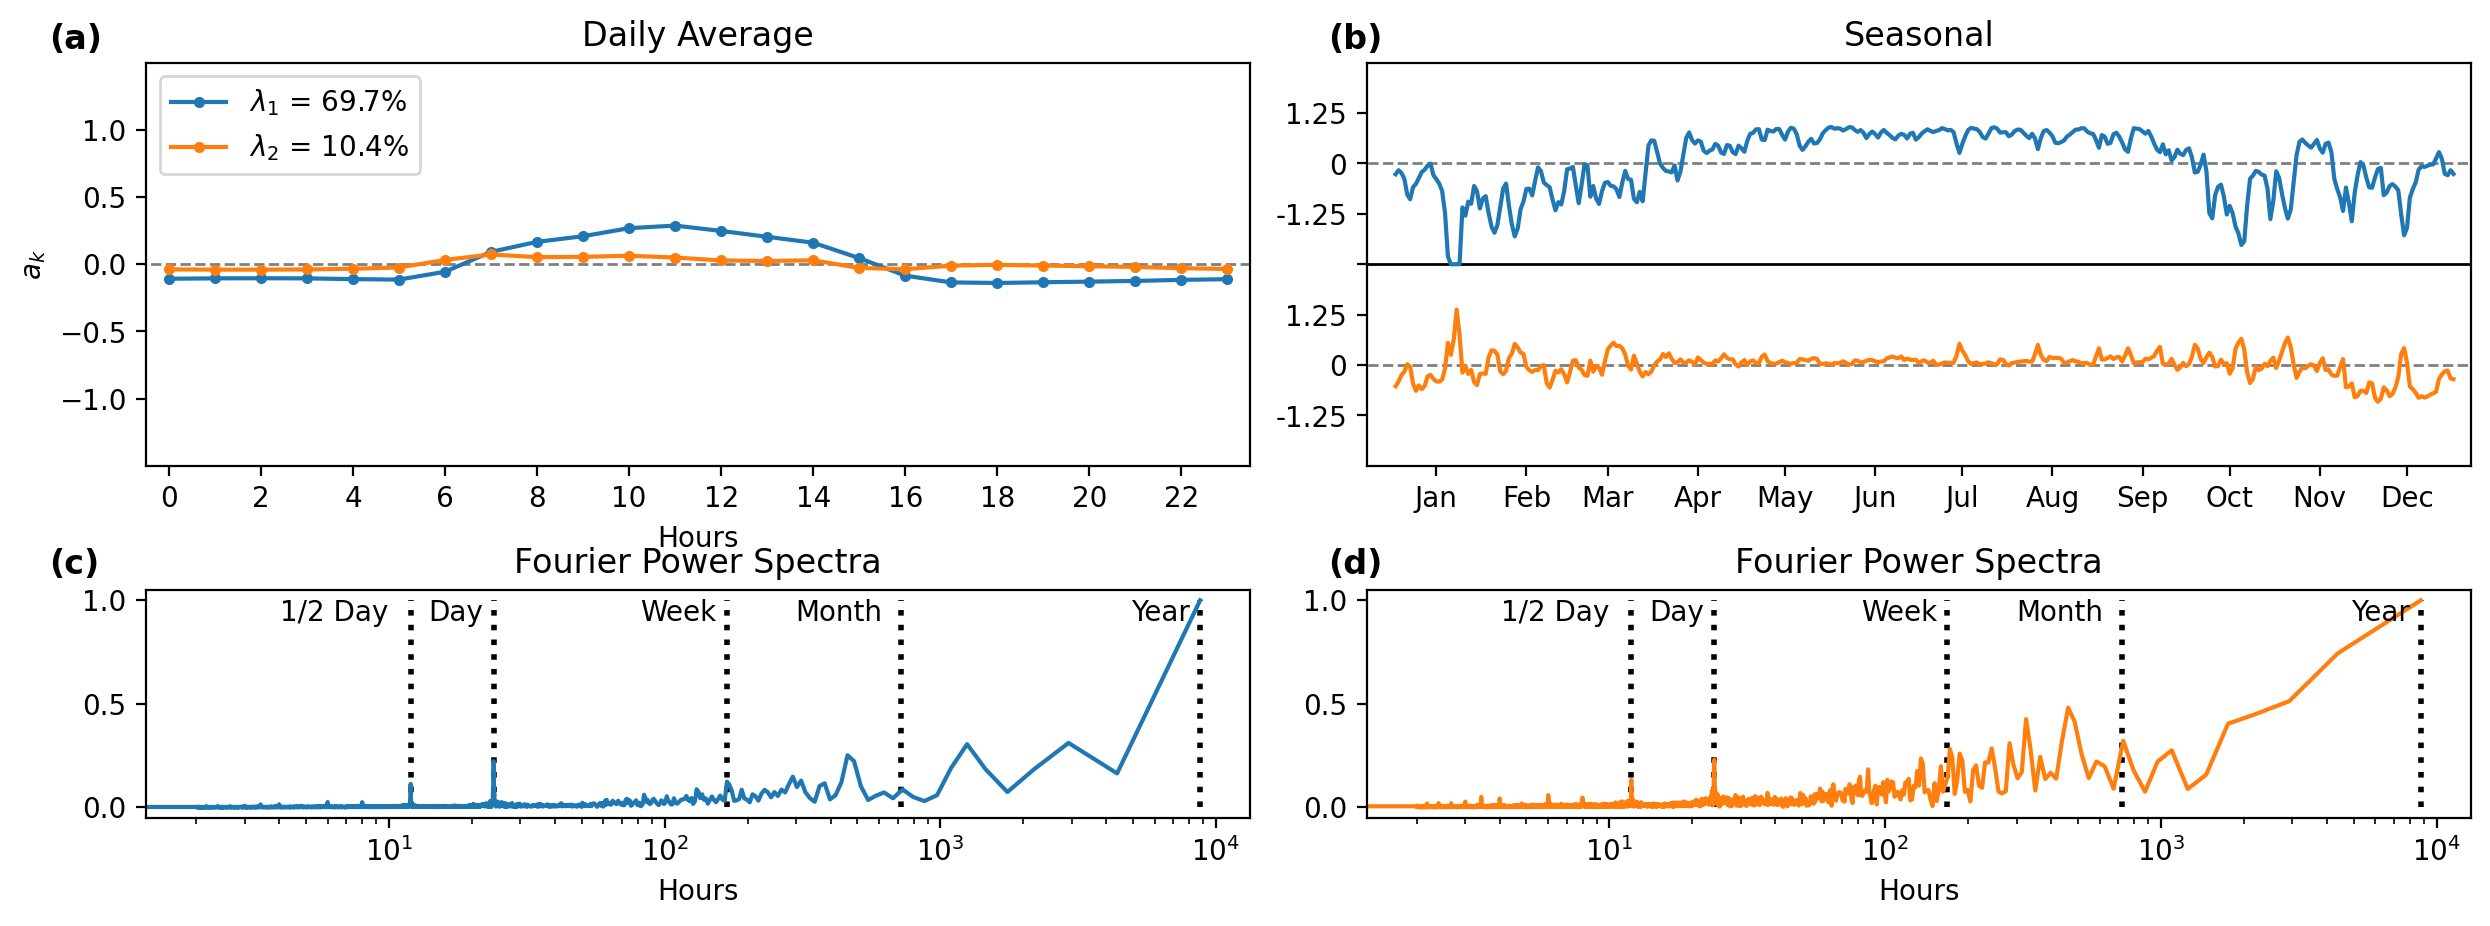 (a)
Daily Average
λ₁ = 69.7%
λ₂ = 10.4%
1.0
0.5
0.0
−0.5
−1.0
aₖ
0 2 4 6 8 10 12 14 16 18 20 22
Hours
(b)
Seasonal
1.25
0
-1.25
1.25
0
-1.25
Jan Feb Mar Apr May Jun Jul Aug Sep Oct Nov Dec
(c)
Fourier Power Spectra
1.0
0.5
0.0
1/2 Day Day Week Month Year
10¹ 10² 10³ 10⁴
Hours
(d)
Fourier Power Spectra
1.0
0.5
0.0
1/2 Day Day Week Month Year
10¹ 10² 10³ 10⁴
Hours